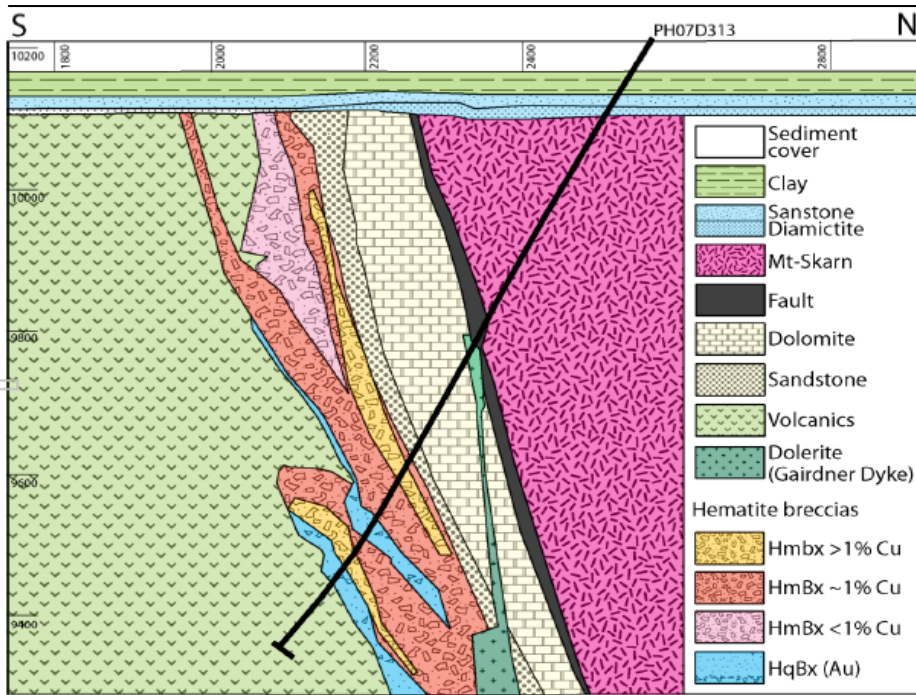 S
N
PH07D313
10200
1800
2000
2200
2400
2800
10000
9800
9600
9400
Sediment
cover
Clay
Sanstone
Diamictite
Mt-Skarn
Fault
Dolomite
Sandstone
Volcanics
Dolerite
(Gairdner Dyke)
Hematite breccias
Hmbx >1% Cu
HmBx ~1% Cu
HmBx <1% Cu
HqBx (Au)